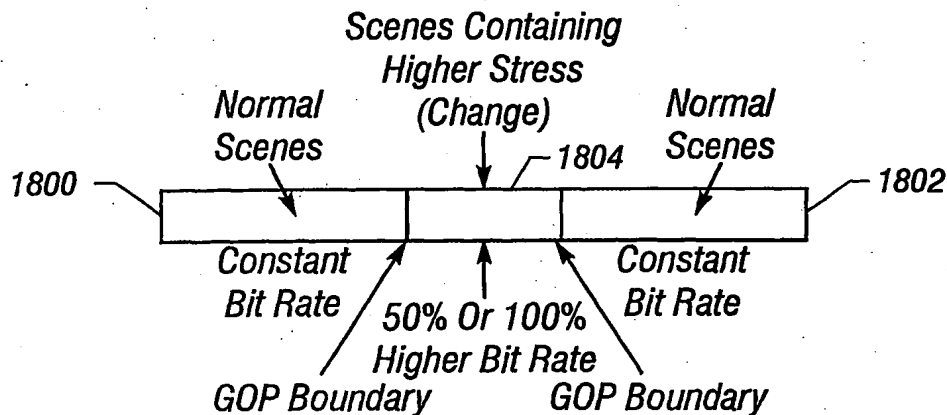 Scenes Containing
Higher Stress
(Change)
Normal
Scenes
Normal
Scenes
1804
1800
1802
Constant
Bit Rate
Constant
Bit Rate
50% Or 100%
Higher Bit Rate
GOP Boundary
GOP Boundary